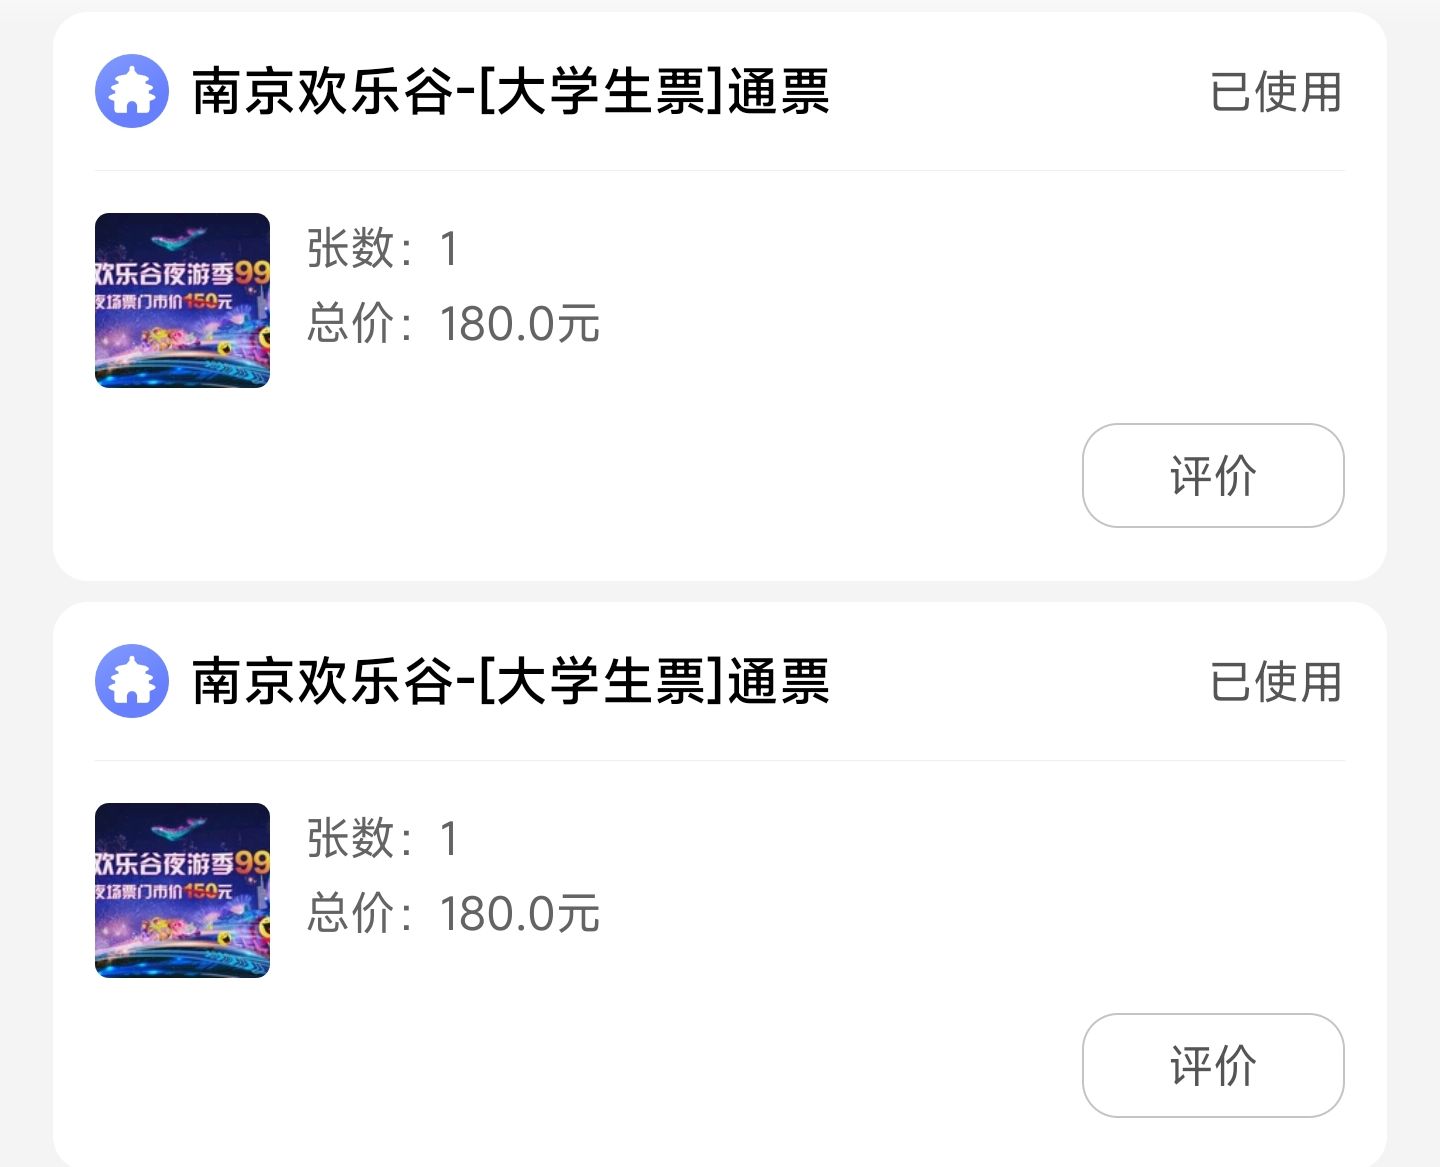 南京欢乐谷-[大学生票]通票
已使用
欢乐谷夜游季99
夜场票门市价150元
张数：1
总价：180.0元
评价
南京欢乐谷-[大学生票]通票
已使用
欢乐谷夜游季99
夜场票门市价150元
张数：1
总价：180.0元
评价